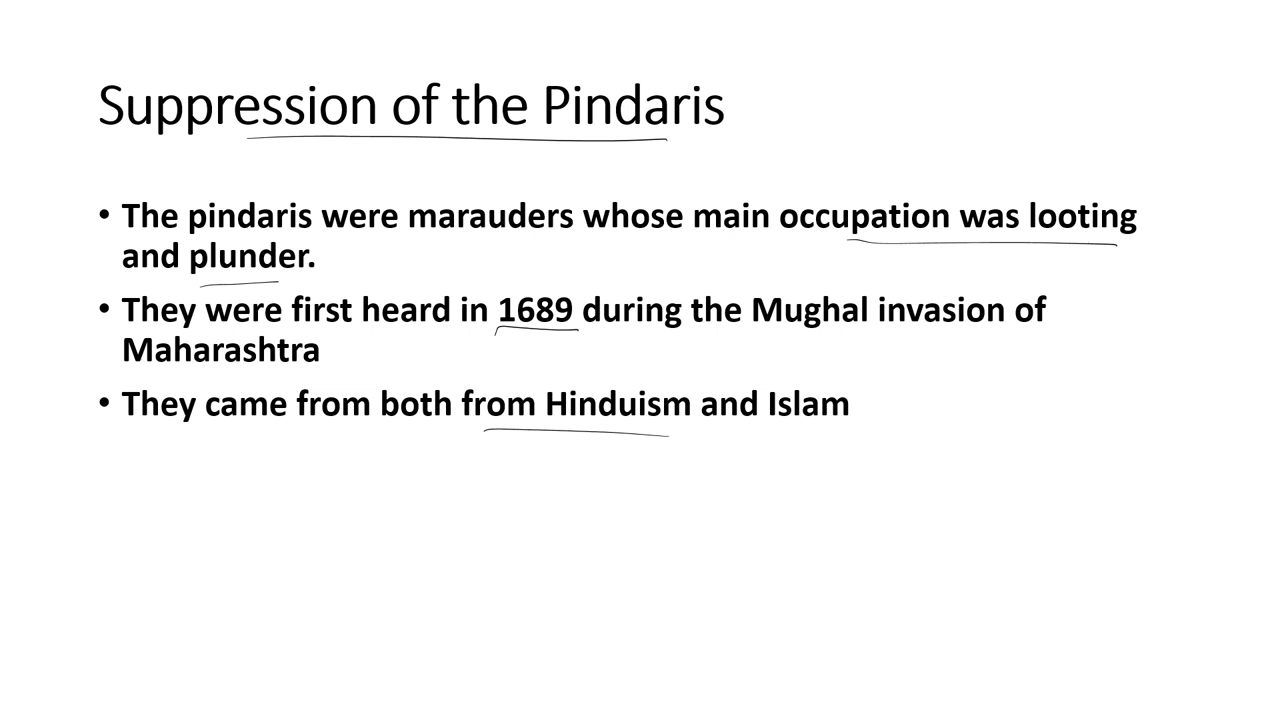 Suppression of the Pindaris
• The pindaris were marauders whose main occupation was looting
and plunder.
• They were first heard in 1689 during the Mughal invasion of
Maharashtra
• They came from both from Hinduism and Islam